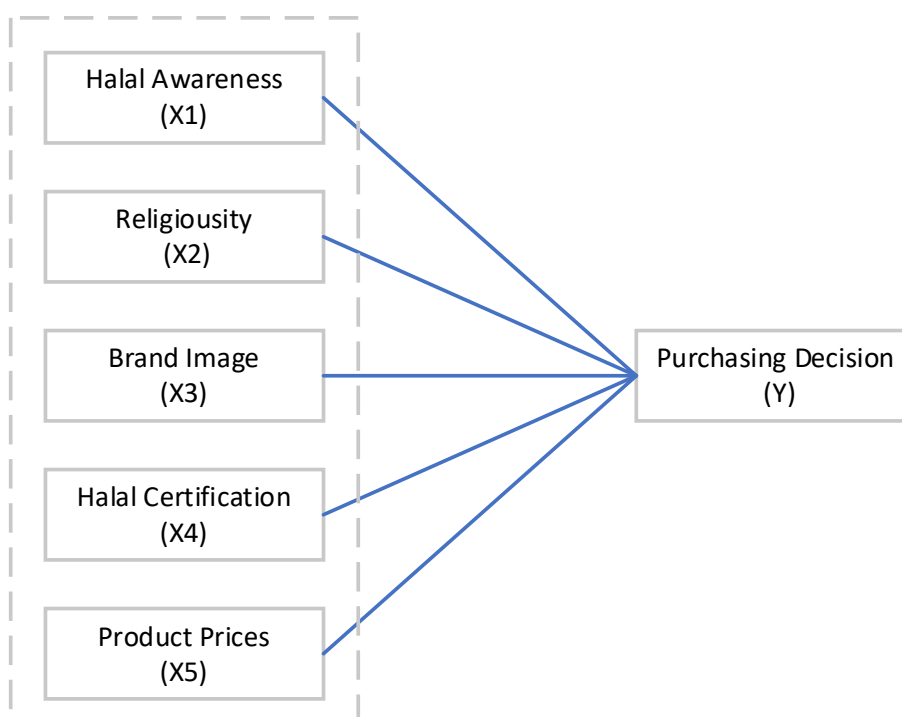 Halal Awareness
(X1)
Religiousity
(X2)
Brand Image
(X3)
Purchasing Decision
(Y)
Halal Certification
(X4)
Product Prices
(X5)